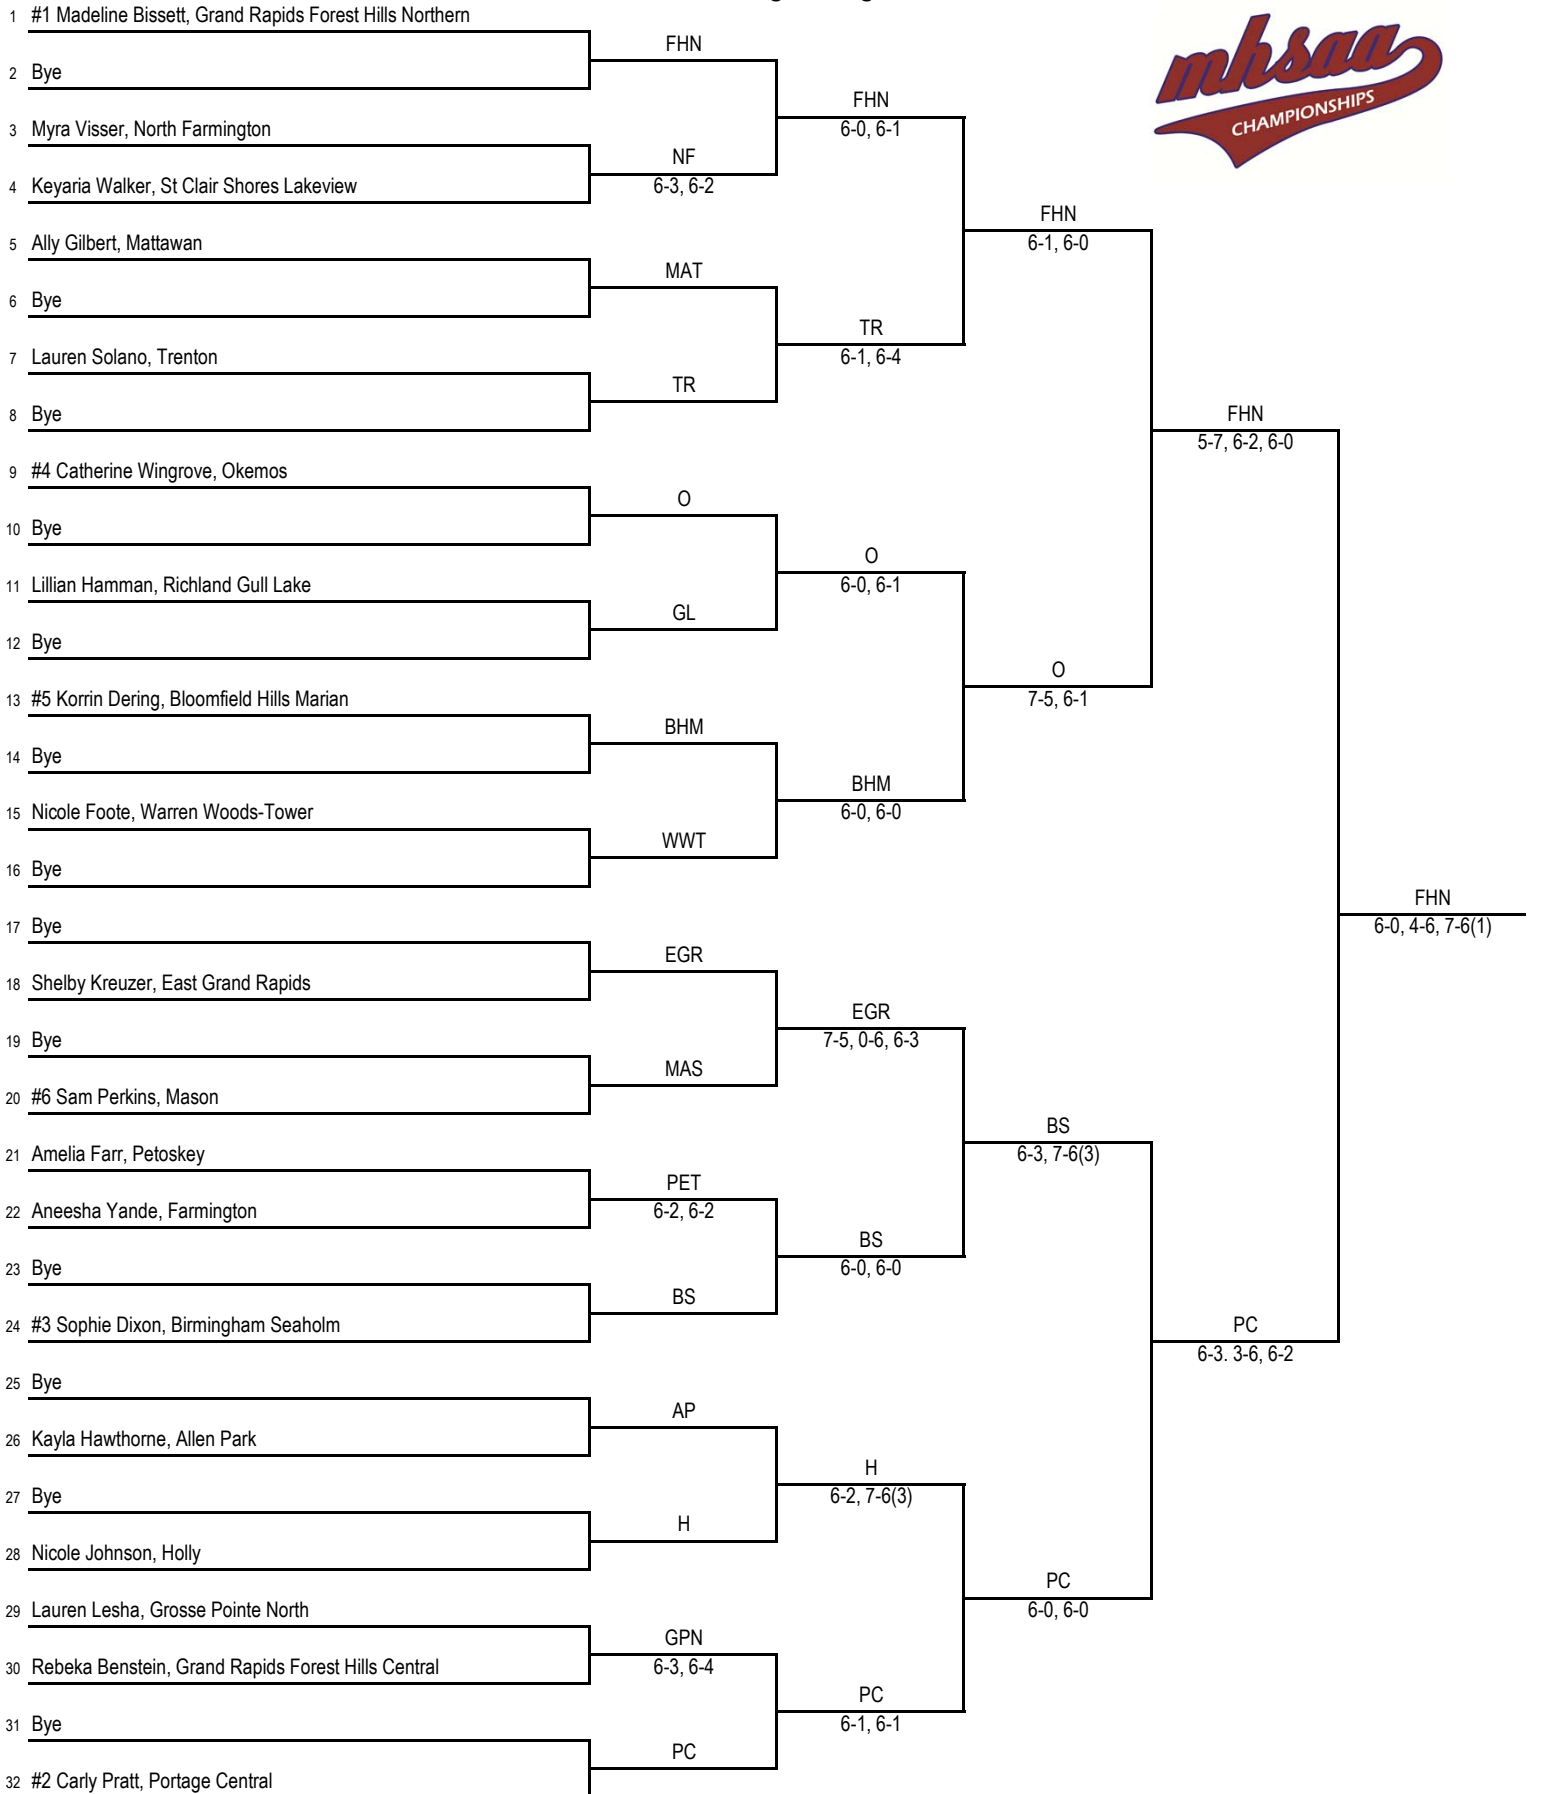 1 #1 Madeline Bissett, Grand Rapids Forest Hills Northern
FHN
2 Bye
FHN
6-0, 6-1
3 Myra Visser, North Farmington
NF
6-3, 6-2
4 Keyaria Walker, St Clair Shores Lakeview
FHN
6-1, 6-0
5 Ally Gilbert, Mattawan
MAT
6 Bye
TR
6-1, 6-4
7 Lauren Solano, Trenton
TR
8 Bye
FHN
5-7, 6-2, 6-0
9 #4 Catherine Wingrove, Okemos
O
10 Bye
O
6-0, 6-1
11 Lillian Hamman, Richland Gull Lake
GL
12 Bye
O
7-5, 6-1
13 #5 Korrin Dering, Bloomfield Hills Marian
BHM
14 Bye
BHM
6-0, 6-0
15 Nicole Foote, Warren Woods-Tower
WWT
16 Bye
FHN
6-0, 4-6, 7-6(1)
17 Bye
EGR
18 Shelby Kreuzer, East Grand Rapids
EGR
7-5, 0-6, 6-3
19 Bye
MAS
20 #6 Sam Perkins, Mason
BS
6-3, 7-6(3)
21 Amelia Farr, Petoskey
PET
6-2, 6-2
22 Aneesha Yande, Farmington
BS
6-0, 6-0
23 Bye
BS
24 #3 Sophie Dixon, Birmingham Seaholm
PC
6-3. 3-6, 6-2
25 Bye
AP
26 Kayla Hawthorne, Allen Park
H
6-2, 7-6(3)
27 Bye
H
28 Nicole Johnson, Holly
PC
6-0, 6-0
29 Lauren Lesha, Grosse Pointe North
GPN
6-3, 6-4
30 Rebeka Benstein, Grand Rapids Forest Hills Central
PC
6-1, 6-1
31 Bye
PC
32 #2 Carly Pratt, Portage Central
mhsaa
CHAMPIONSHIPS